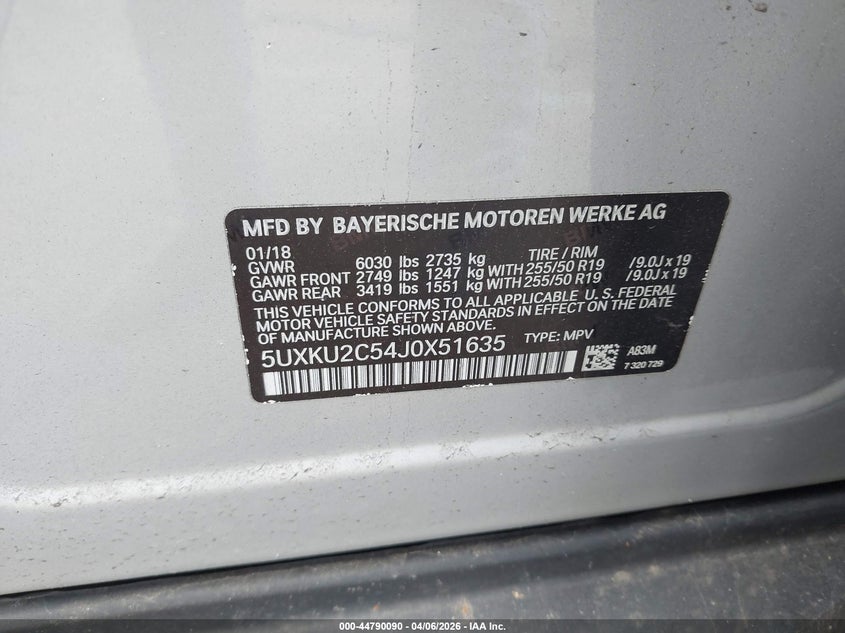 MFD BY BAYERISCHE MOTOREN WERKE AG
01/18 TIRE / RIM
GVWR 6030 lbs 2735 kg
GAWR FRONT 2749 lbs 1247 kg WITH 255/50 R19 /9.0J x 19
GAWR REAR 3419 lbs 1551 kg WITH 255/50 R19 /9.0J x 19
THIS VEHICLE CONFORMS TO ALL APPLICABLE U.S. FEDERAL
MOTOR VEHICLE SAFETY STANDARDS IN EFFECT ON THE DATE
OF MANUFACTURE SHOWN ABOVE.
5UXKU2C54J0X51635 TYPE: MPV
A83M
7 320 729
000-44790090 - 04/06/2026 - IAA Inc.